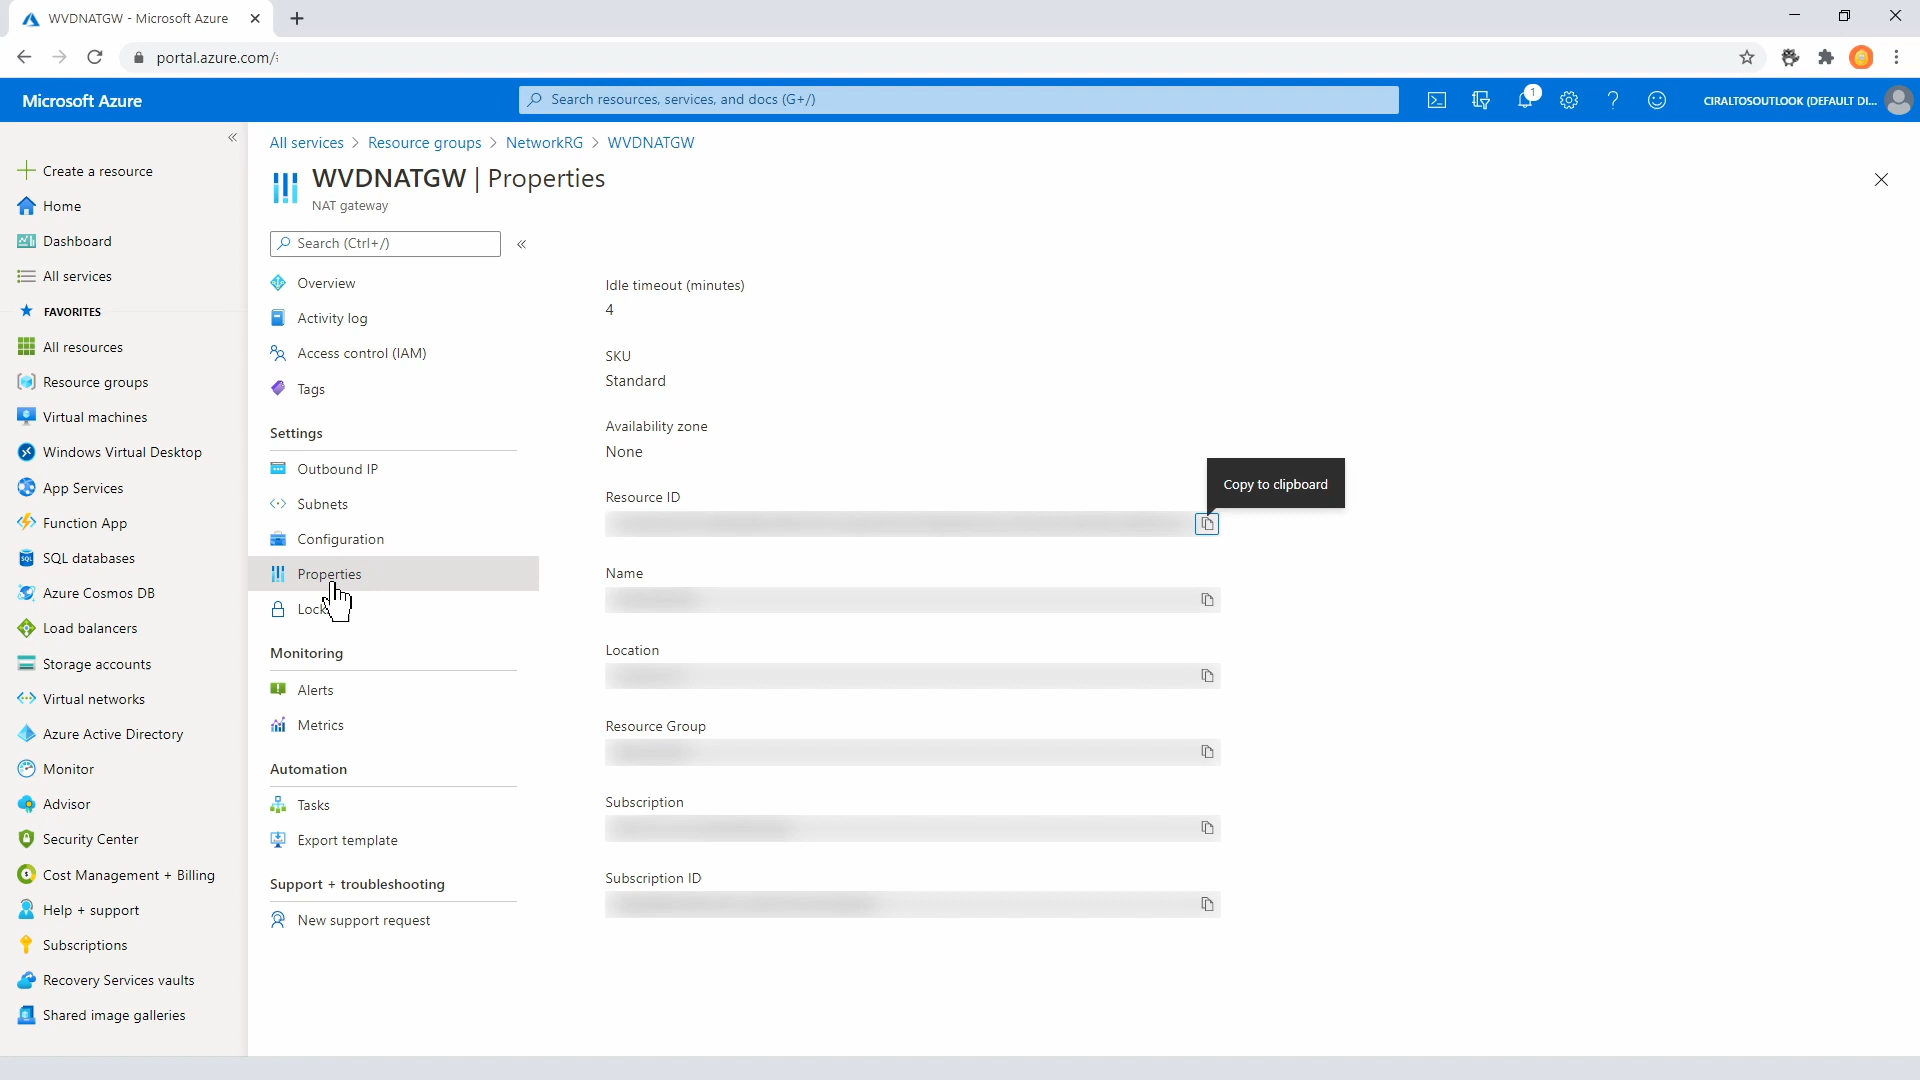 WVDNATGW - Microsoft Azure
portal.azure.com/
Microsoft Azure
Search resources, services, and docs (G+/)
1
CIRALTOSOUTLOOK (DEFAULT DI...
Create a resource
Home
Dashboard
All services
FAVORITES
All resources
Resource groups
Virtual machines
Windows Virtual Desktop
App Services
Function App
SQL databases
Azure Cosmos DB
Load balancers
Storage accounts
Virtual networks
Azure Active Directory
Monitor
Advisor
Security Center
Cost Management + Billing
Help + support
Subscriptions
Recovery Services vaults
Shared image galleries
All services > Resource groups > NetworkRG > WVDNATGW
WVDNATGW | Properties
NAT gateway
Search (Ctrl+/)
Overview
Activity log
Access control (IAM)
Tags
Settings
Outbound IP
Subnets
Configuration
Properties
Monitoring
Alerts
Metrics
Automation
Tasks
Export template
Support + troubleshooting
New support request
Idle timeout (minutes)
4
SKU
Standard
Availability zone
None
Resource ID
Copy to clipboard
Name
Location
Resource Group
Subscription
Subscription ID